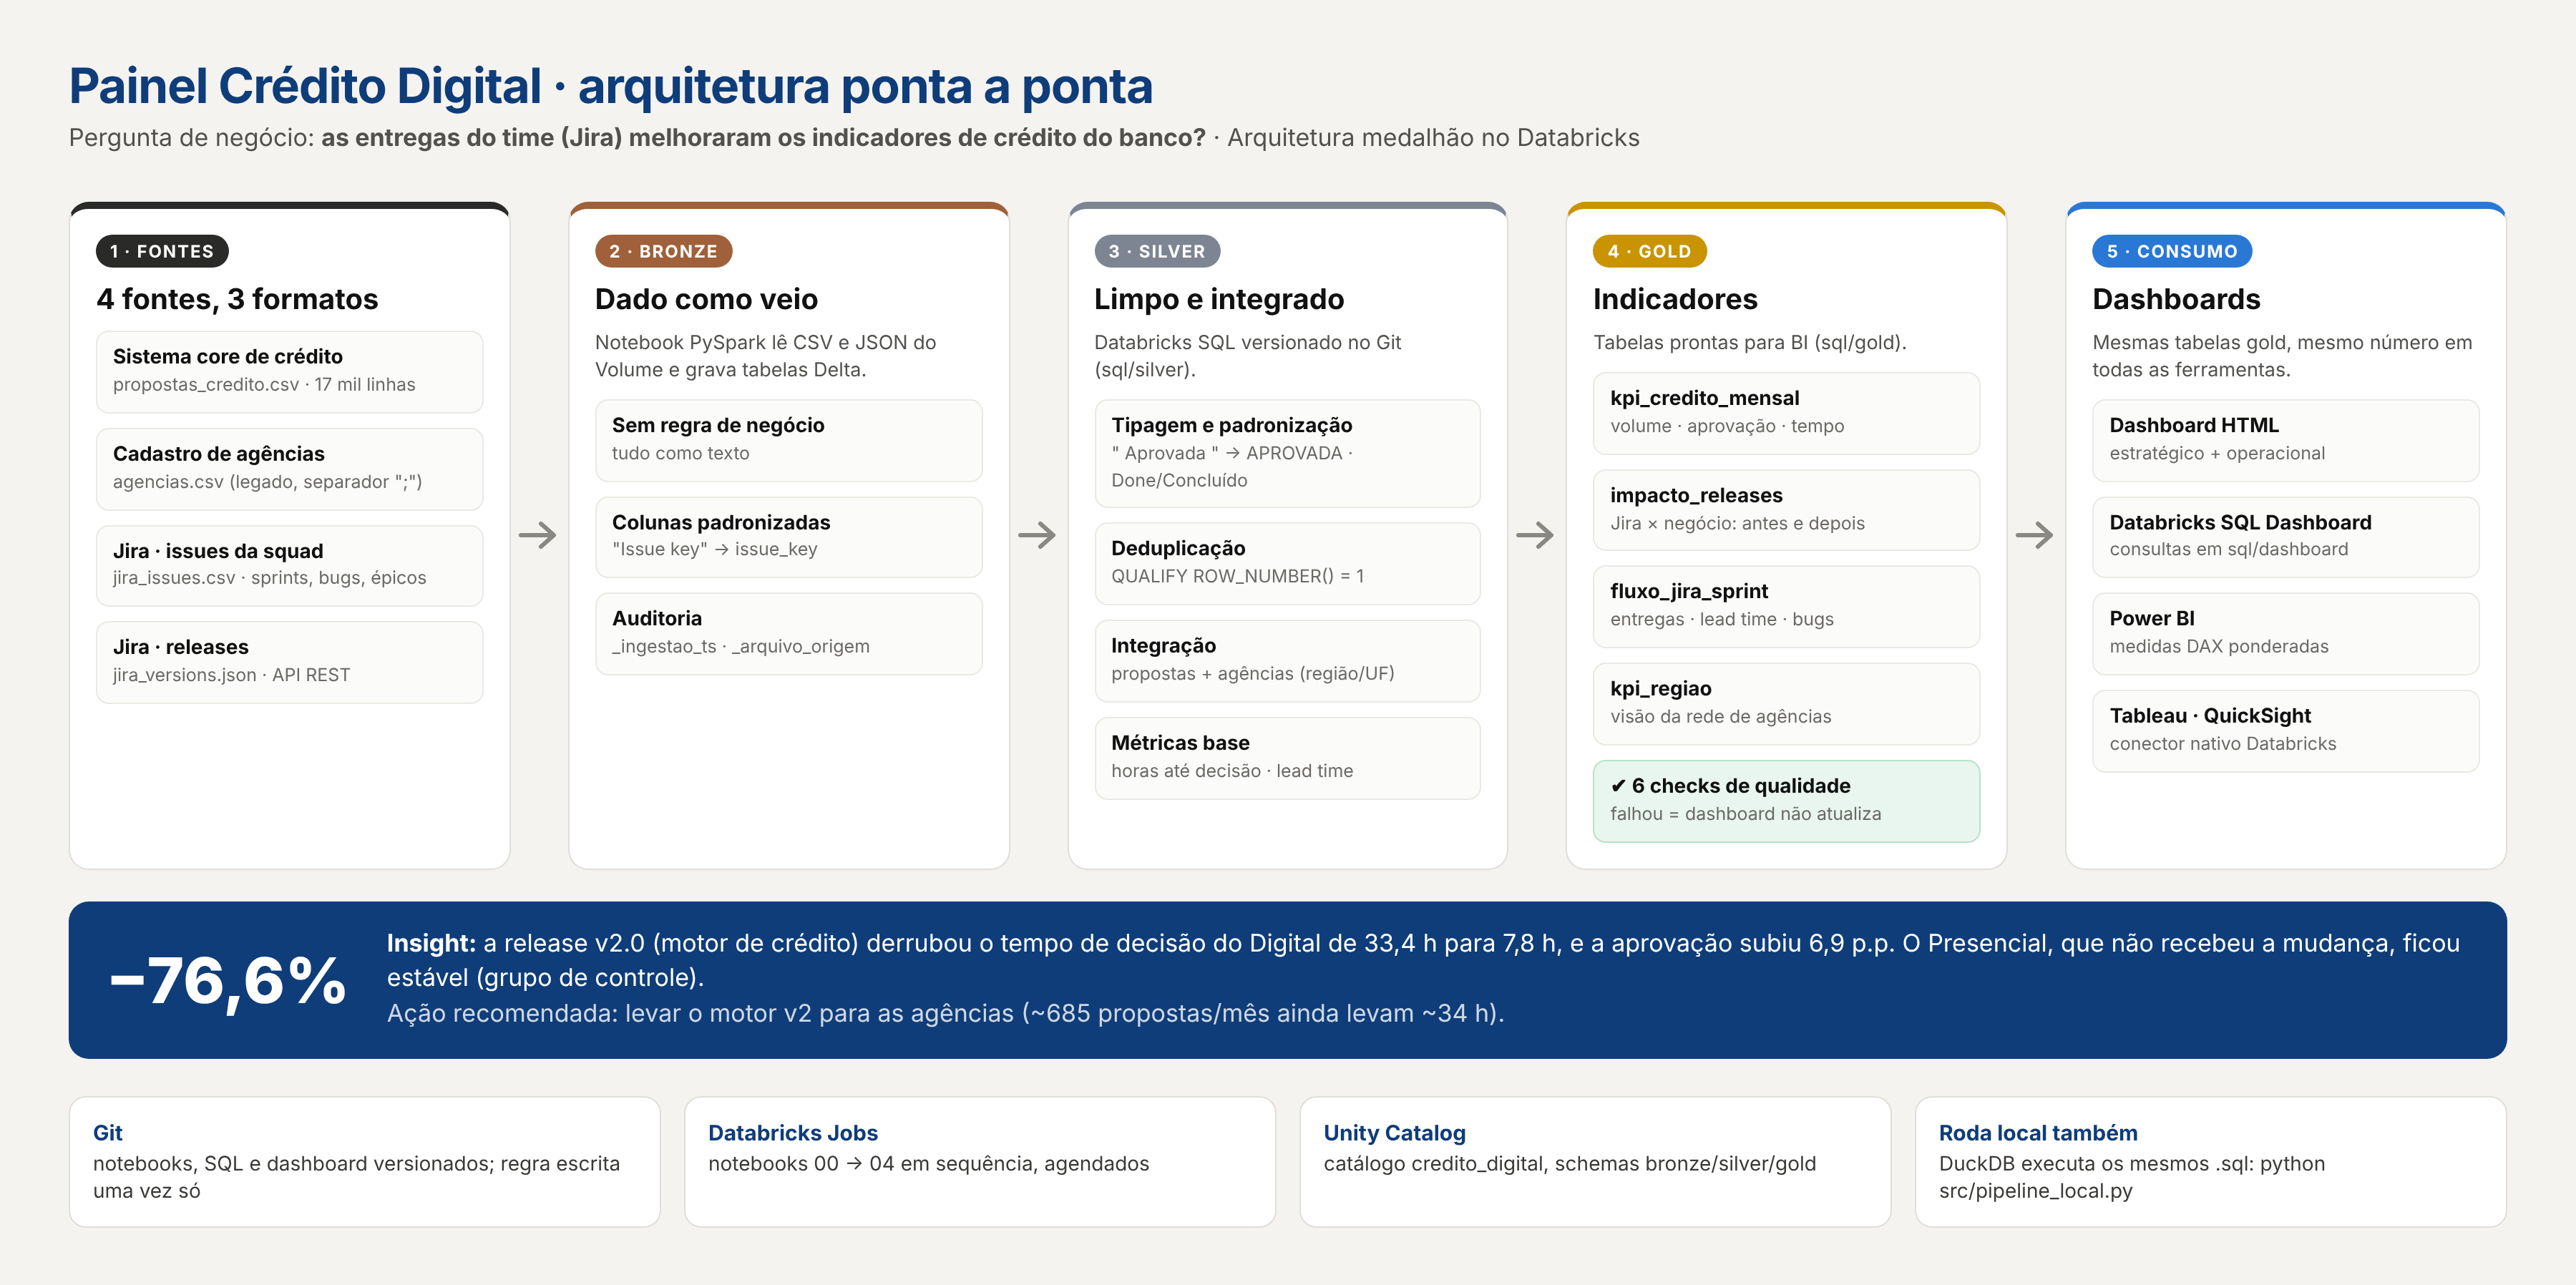 Painel Crédito Digital · arquitetura ponta a ponta
Pergunta de negócio: as entregas do time (Jira) melhoraram os indicadores de crédito do banco? · Arquitetura medalhão no Databricks
1 · FONTES
4 fontes, 3 formatos
Sistema core de crédito
propostas_credito.csv · 17 mil linhas
Cadastro de agências
agencias.csv (legado, separador ";")
Jira · issues da squad
jira_issues.csv · sprints, bugs, épicos
Jira · releases
jira_versions.json · API REST
2 · BRONZE
Dado como veio
Notebook PySpark lê CSV e JSON do
Volume e grava tabelas Delta.
Sem regra de negócio
tudo como texto
Colunas padronizadas
"Issue key" → issue_key
Auditoria
_ingestao_ts · _arquivo_origem
3 · SILVER
Limpo e integrado
Databricks SQL versionado no Git
(sql/silver).
Tipagem e padronização
" Aprovada " → APROVADA ·
Done/Concluído
Deduplicação
QUALIFY ROW_NUMBER() = 1
Integração
propostas + agências (região/UF)
Métricas base
horas até decisão · lead time
4 · GOLD
Indicadores
Tabelas prontas para BI (sql/gold).
kpi_credito_mensal
volume · aprovação · tempo
impacto_releases
Jira × negócio: antes e depois
fluxo_jira_sprint
entregas · lead time · bugs
kpi_regiao
visão da rede de agências
✔ 6 checks de qualidade
falhou = dashboard não atualiza
5 · CONSUMO
Dashboards
Mesmas tabelas gold, mesmo número em
todas as ferramentas.
Dashboard HTML
estratégico + operacional
Databricks SQL Dashboard
consultas em sql/dashboard
Power BI
medidas DAX ponderadas
Tableau · QuickSight
conector nativo Databricks
−76,6%
Insight: a release v2.0 (motor de crédito) derrubou o tempo de decisão do Digital de 33,4 h para 7,8 h, e a aprovação subiu 6,9 p.p. O Presencial, que não recebeu a mudança, ficou
estável (grupo de controle).
Ação recomendada: levar o motor v2 para as agências (~685 propostas/mês ainda levam ~34 h).
Git
notebooks, SQL e dashboard versionados; regra escrita
uma vez só
Databricks Jobs
notebooks 00 → 04 em sequência, agendados
Unity Catalog
catálogo credito_digital, schemas bronze/silver/gold
Roda local também
DuckDB executa os mesmos .sql: python
src/pipeline_local.py